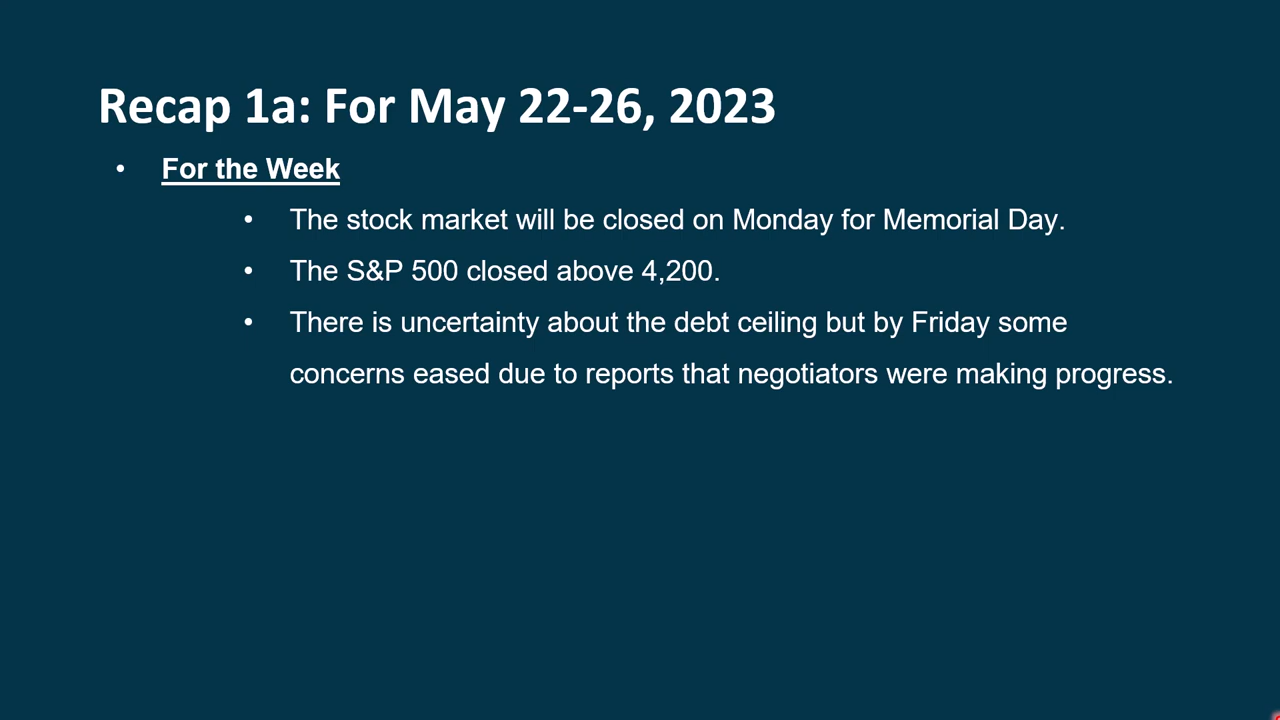 Recap 1a: For May 22-26, 2023
• For the Week
• The stock market will be closed on Monday for Memorial Day.
• The S&P 500 closed above 4,200.
• There is uncertainty about the debt ceiling but by Friday some
concerns eased due to reports that negotiators were making progress.